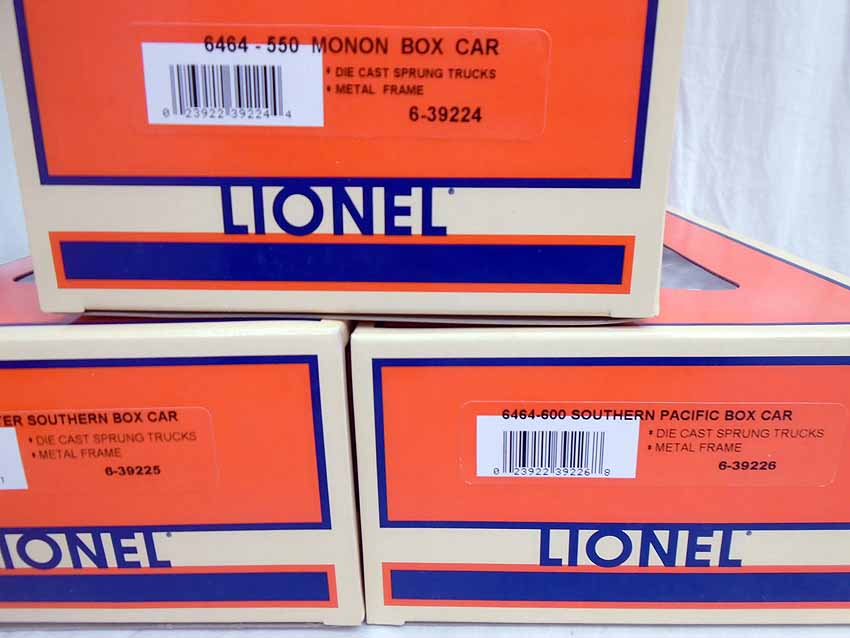 6464 - 550 MONON BOX CAR
• DIE CAST SPRUNG TRUCKS
• METAL FRAME
0 23922 39224 4
6-39224
LIONEL
SOUTHERN BOX CAR
• DIE CAST SPRUNG TRUCKS
• METAL FRAME
1
6-39225
LIONEL
6464-600 SOUTHERN PACIFIC BOX CAR
• DIE CAST SPRUNG TRUCKS
• METAL FRAME
0 23922 39226 8
6-39226
LIONEL